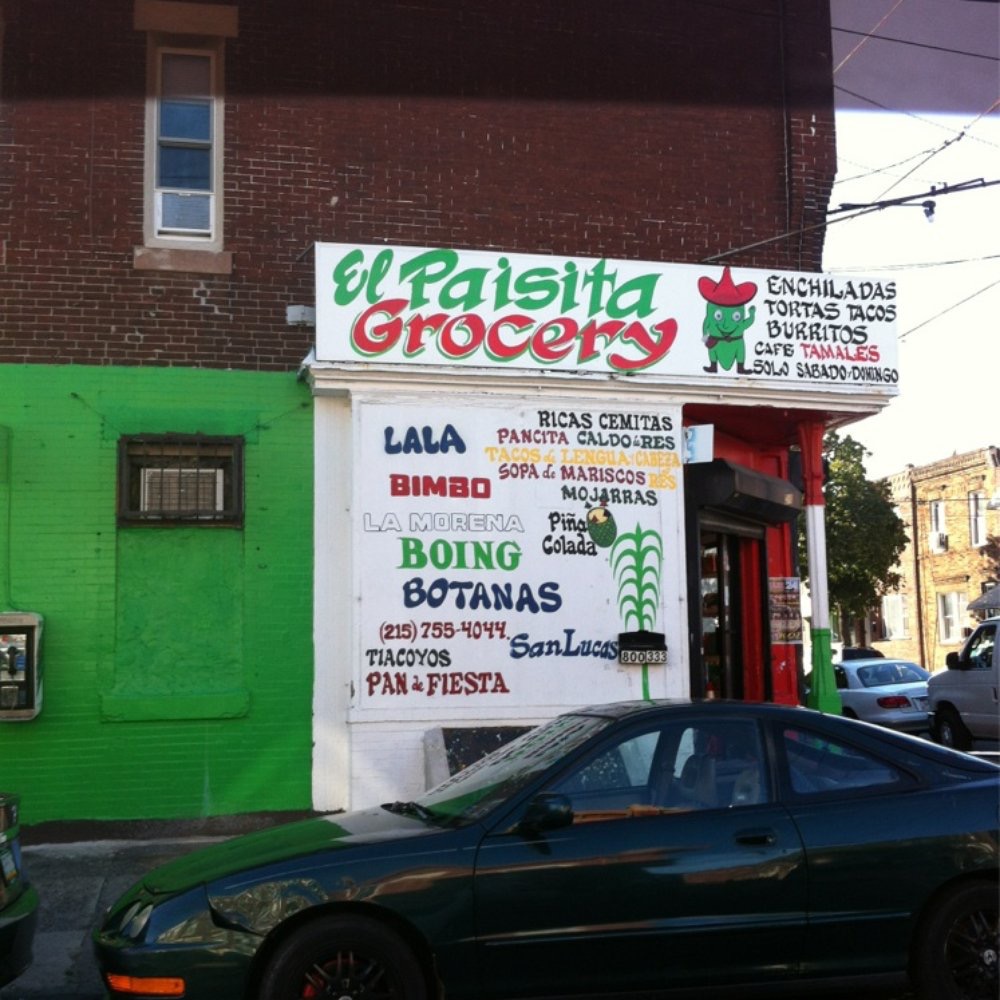 El Paisita
Grocery
ENCHILADAS
TORTAS TACOS
BURRITOS
CAFE TAMALES
SOLO SABADO Y DOMINGO
LALA
BIMBO
LA MORENA
BOING
BOTANAS
(215) 755-4044
TIACOYOS
PAN de FIESTA
RICAS CEMITAS
PANCITA CALDO de RES
TACOS de LENGUA Y CABEZA
SOPA de MARISCOS RES
MOJARRAS
Piña
Colada
San Lucas
800 333